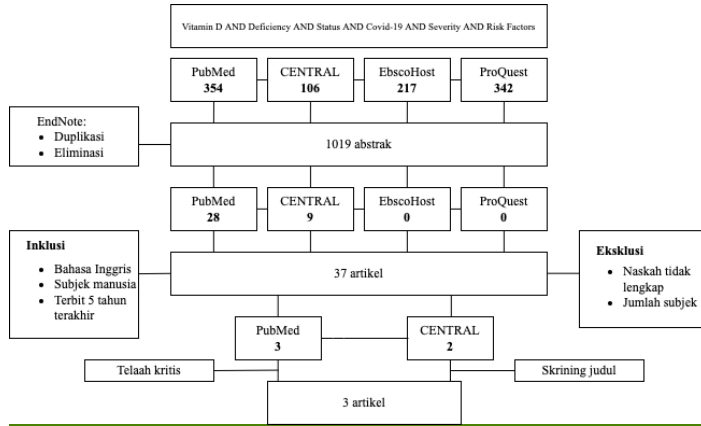 Vitamin D AND Deficiency AND Status AND Covid-19 AND Severity AND Risk Factors
PubMed
354
CENTRAL
106
EbscoHost
217
ProQuest
342
EndNote:
• Duplikasi
• Eliminasi
1019 abstrak
PubMed
28
CENTRAL
9
EbscoHost
0
ProQuest
0
Inklusi
• Bahasa Inggris
• Subjek manusia
• Terbit 5 tahun
terakhir
37 artikel
Eksklusi
• Naskah tidak
lengkap
• Jumlah subjek
PubMed
3
CENTRAL
2
Telaah kritis
Skrining judul
3 artikel